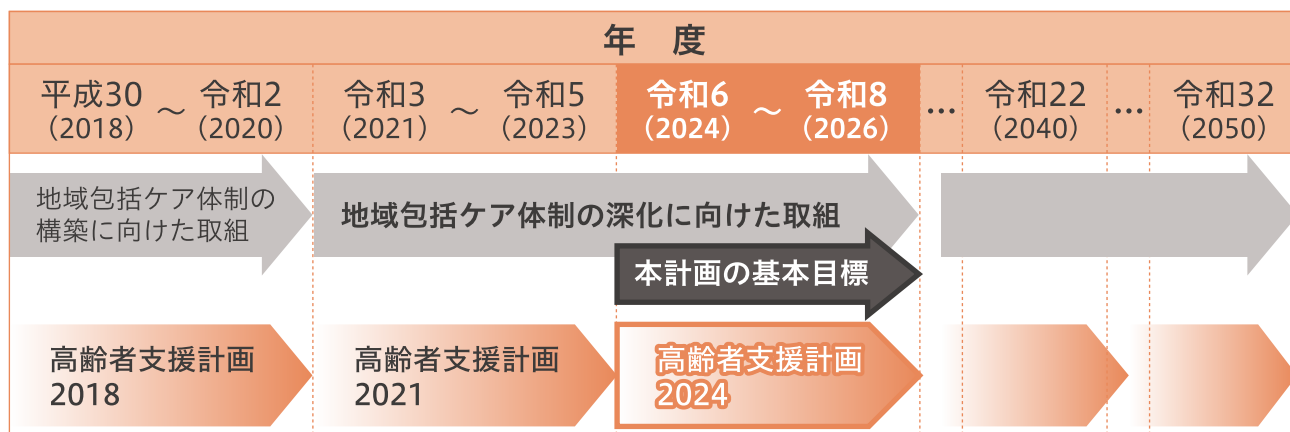 年　度
平成30 ～ 令和2 令和3 ～ 令和5 令和6 ～ 令和8 … 令和22 … 令和32
（2018） （2020） （2021） （2023） （2024） （2026） （2040） （2050）
地域包括ケア体制の
構築に向けた取組
地域包括ケア体制の深化に向けた取組
本計画の基本目標
高齢者支援計画
2018
高齢者支援計画
2021
高齢者支援計画
2024